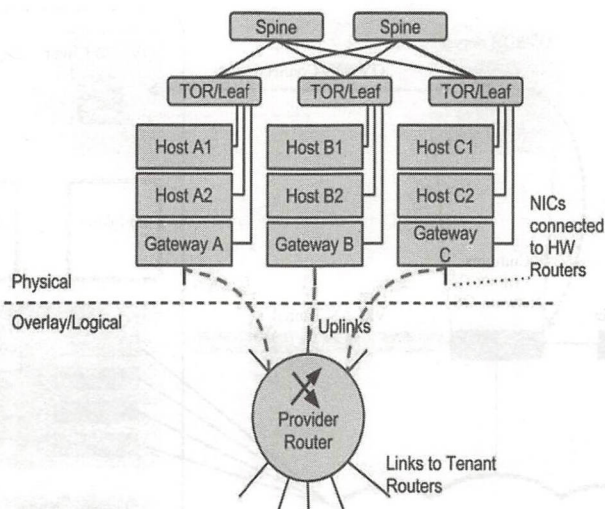 Spine
Spine
TOR/Leaf
TOR/Leaf
TOR/Leaf
Host A1
Host B1
Host C1
Host A2
Host B2
Host C2
Gateway A
Gateway B
Gateway
C
NICs
connected
to HW
Routers
Physical
Overlay/Logical
Uplinks
Provider
Router
Links to Tenant
Routers